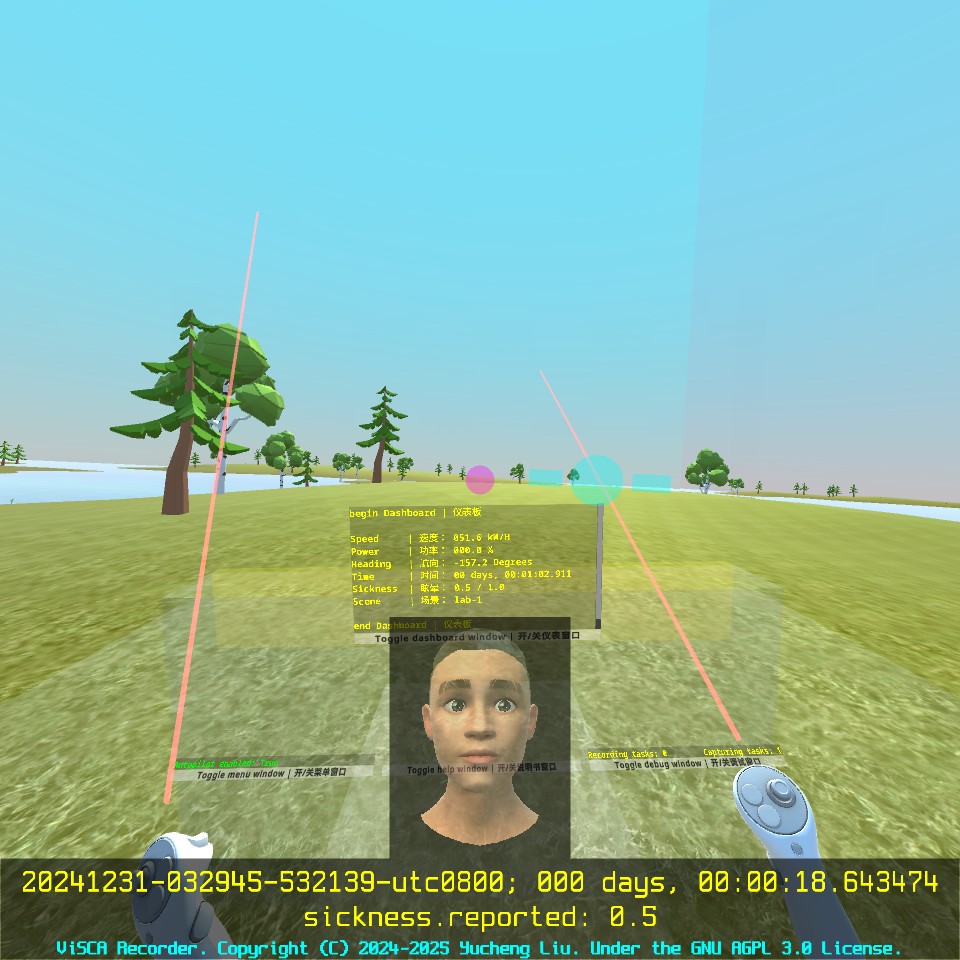 begin Dashboard | 仪表板
Speed | 速度: 051.6 kM/H
Power | 功率: 000.0 %
Heading | 方向: -157.2 Degrees
Time | 时间: 00 days, 00:01:02.911
Sickness | 眩晕: 0.5 / 1.0
Scene | 场景: lab-1
end Dashboard | 仪表板
Toggle dashboard window | 开/关仪表窗口
Autopilot enabled: True
Toggle menu window | 开/关菜单窗口
Toggle help window | 开/关说明书窗口
Recording tasks: 0 Capturing tasks: 1
Toggle debug window | 开/关调试窗口
20241231-032945-532139-utc0800; 000 days, 00:00:18.643474
sickness.reported: 0.5
ViSCA Recorder. Copyright (C) 2024-2025 Yucheng Liu. Under the GNU AGPL 3.0 License.